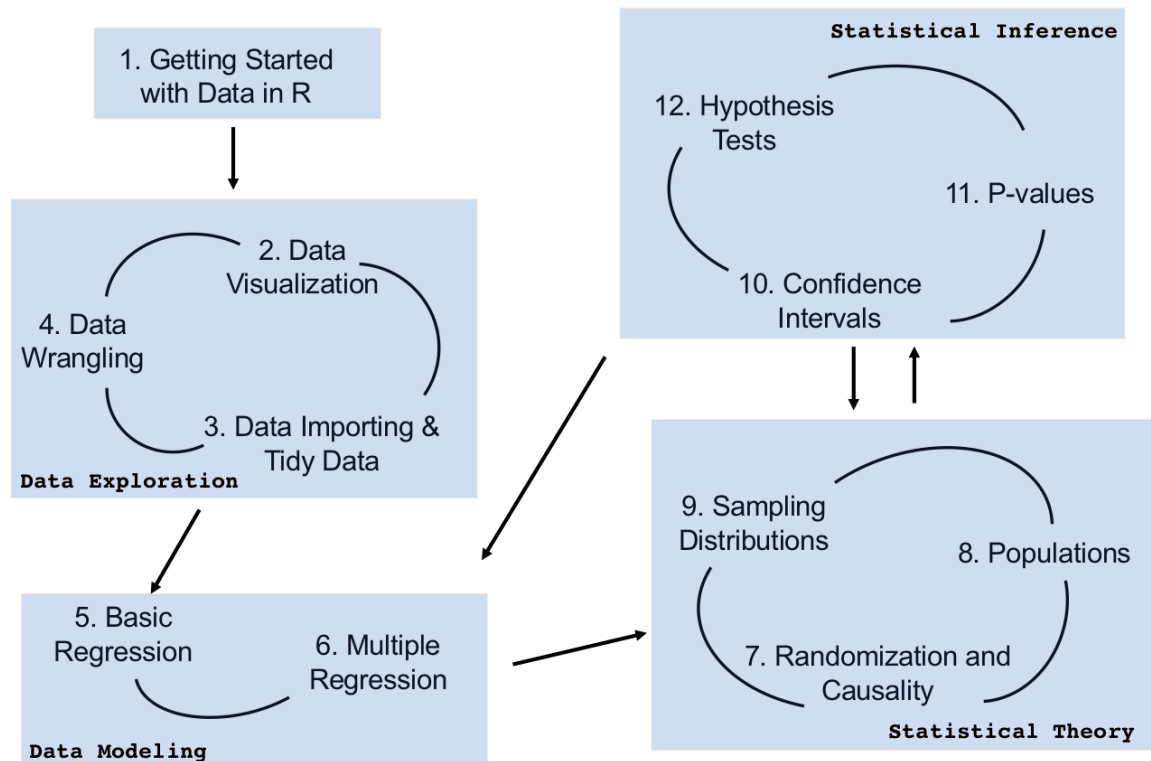 1. Getting Started
with Data in R
2. Data
Visualization
4. Data
Wrangling
3. Data Importing &
Tidy Data
Data Exploration
5. Basic
Regression
6. Multiple
Regression
Data Modeling
Statistical Inference
12. Hypothesis
Tests
11. P-values
10. Confidence
Intervals
9. Sampling
Distributions
8. Populations
7. Randomization and
Causality
Statistical Theory